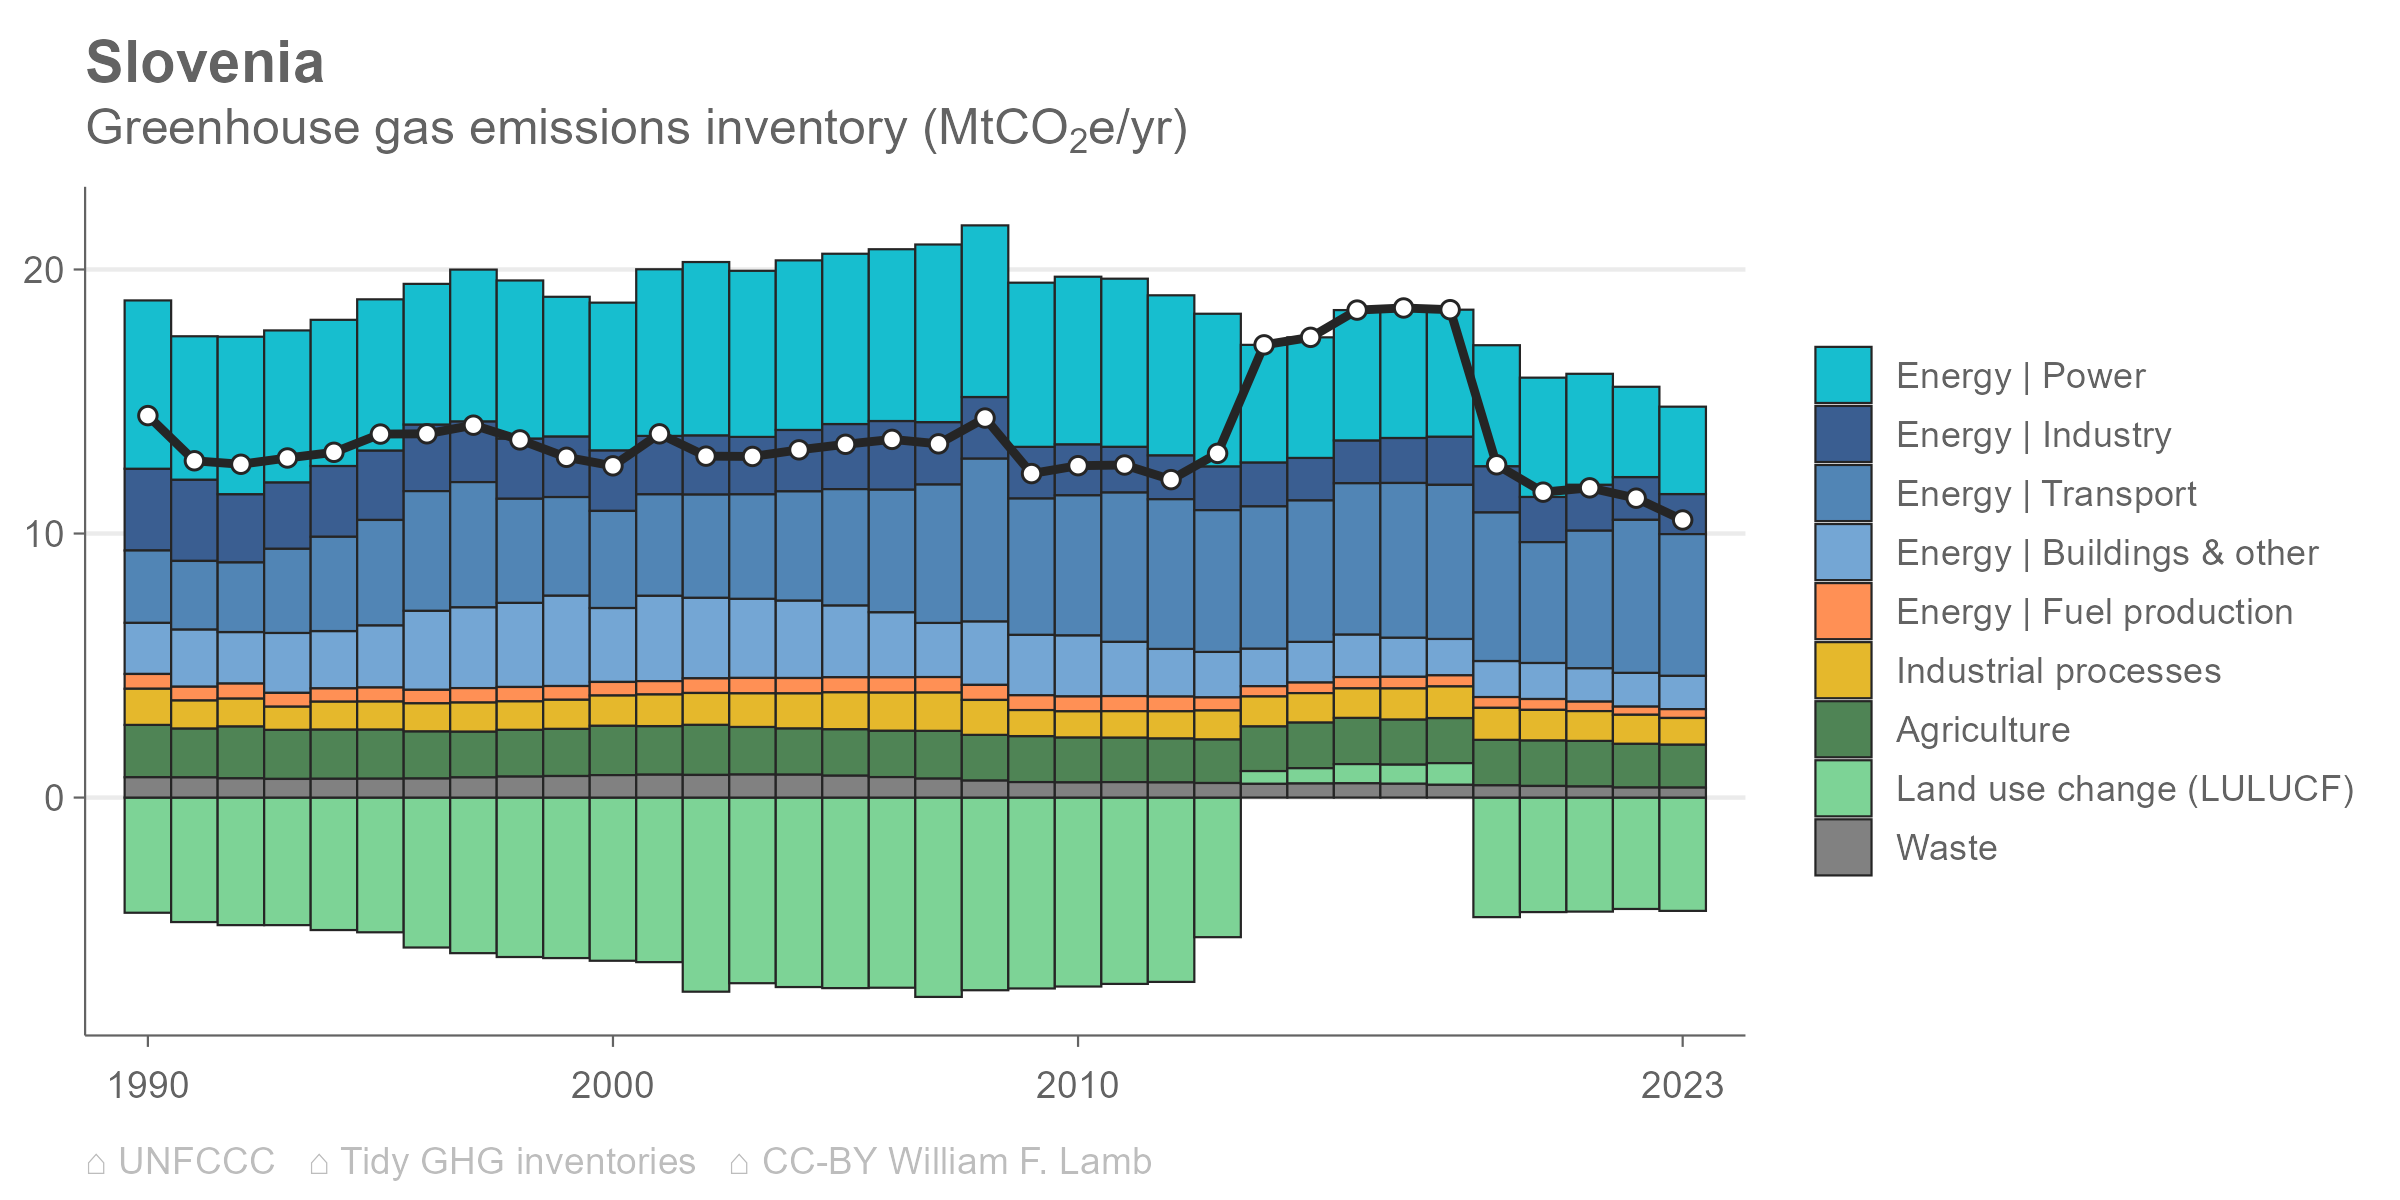 Slovenia
Greenhouse gas emissions inventory (MtCO₂e/yr)
20
10
0
1990
2000
2010
2023
Energy | Power
Energy | Industry
Energy | Transport
Energy | Buildings & other
Energy | Fuel production
Industrial processes
Agriculture
Land use change (LULUCF)
Waste
⌂ UNFCCC ⌂ Tidy GHG inventories ⌂ CC-BY William F. Lamb